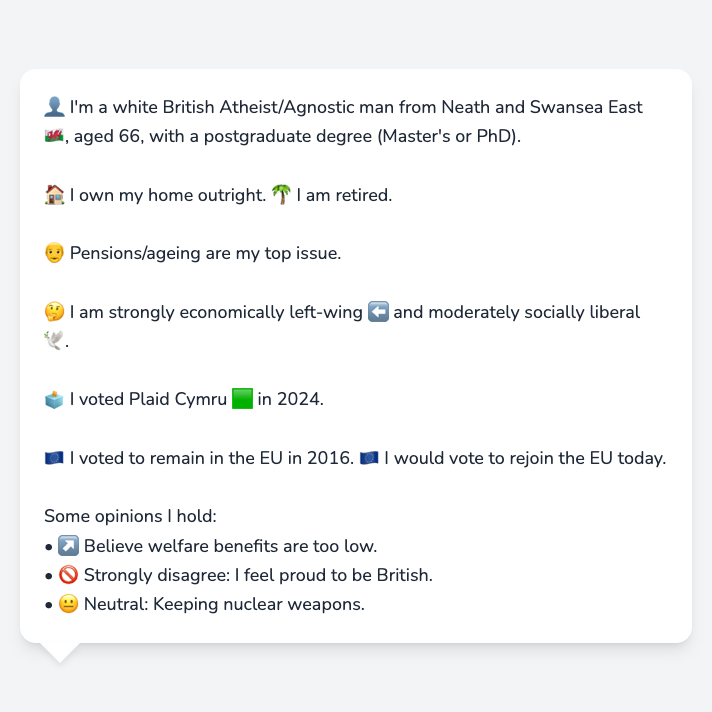 👤 I'm a white British Atheist/Agnostic man from Neath and Swansea East
🏴󠁧󠁢󠁷󠁬󠁳󠁿, aged 66, with a postgraduate degree (Master's or PhD).
🏠 I own my home outright. 🌴 I am retired.
👴 Pensions/ageing are my top issue.
🤔 I am strongly economically left-wing ⬅️ and moderately socially liberal
🕊️.
🗳️ I voted Plaid Cymru 🟩 in 2024.
🇪🇺 I voted to remain in the EU in 2016. 🇪🇺 I would vote to rejoin the EU today.
Some opinions I hold:
• ↗️ Believe welfare benefits are too low.
• 🚫 Strongly disagree: I feel proud to be British.
• 😐 Neutral: Keeping nuclear weapons.